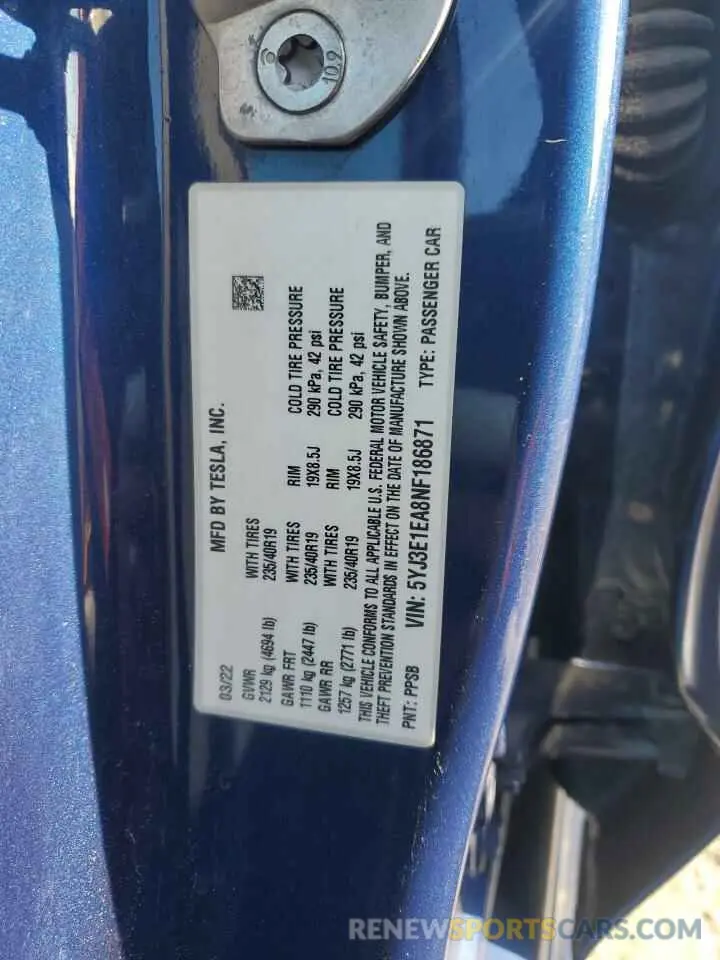 10.9
MFD BY TESLA, INC.
03/22
GVWR WITH TIRES
2129 kg (4694 lb) 235/40R19
GAWR FRT WITH TIRES RIM COLD TIRE PRESSURE
1110 kg (2447 lb) 235/40R19 19X8.5J 290 kPa, 42 psi
GAWR RR WITH TIRES RIM COLD TIRE PRESSURE
1257 kg (2771 lb) 235/40R19 19X8.5J 290 kPa, 42 psi
THIS VEHICLE CONFORMS TO ALL APPLICABLE U.S. FEDERAL MOTOR VEHICLE SAFETY, BUMPER, AND
THEFT PREVENTION STANDARDS IN EFFECT ON THE DATE OF MANUFACTURE SHOWN ABOVE.
PNT: PPSB VIN: 5YJ3E1EA8NF186871 TYPE: PASSENGER CAR
RENEWSPORTSCARS.COM